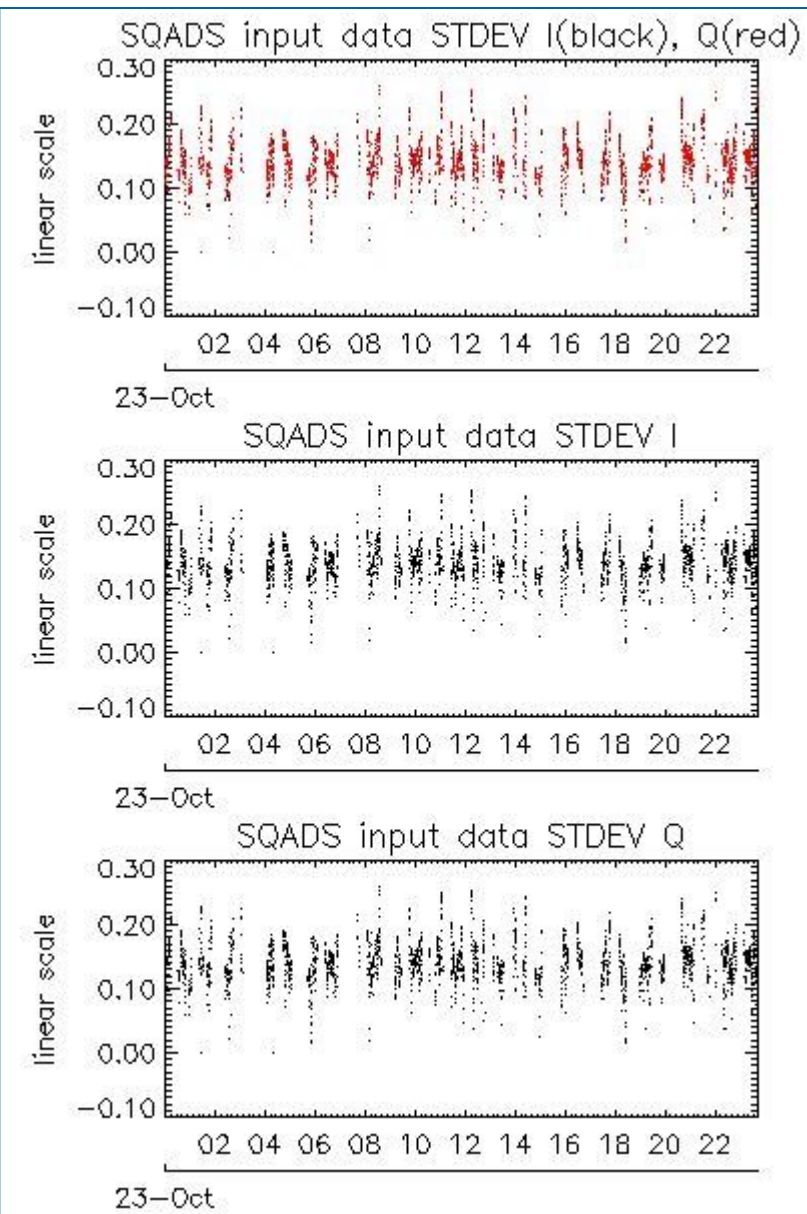 SQADS input data STDEV I(black), Q(red)
0.30
0.20
0.10
0.00
-0.10
linear scale
02 04 06 08 10 12 14 16 18 20 22
23-Oct
SQADS input data STDEV I
0.30
0.20
0.10
0.00
-0.10
linear scale
02 04 06 08 10 12 14 16 18 20 22
23-Oct
SQADS input data STDEV Q
0.30
0.20
0.10
0.00
-0.10
linear scale
02 04 06 08 10 12 14 16 18 20 22
23-Oct